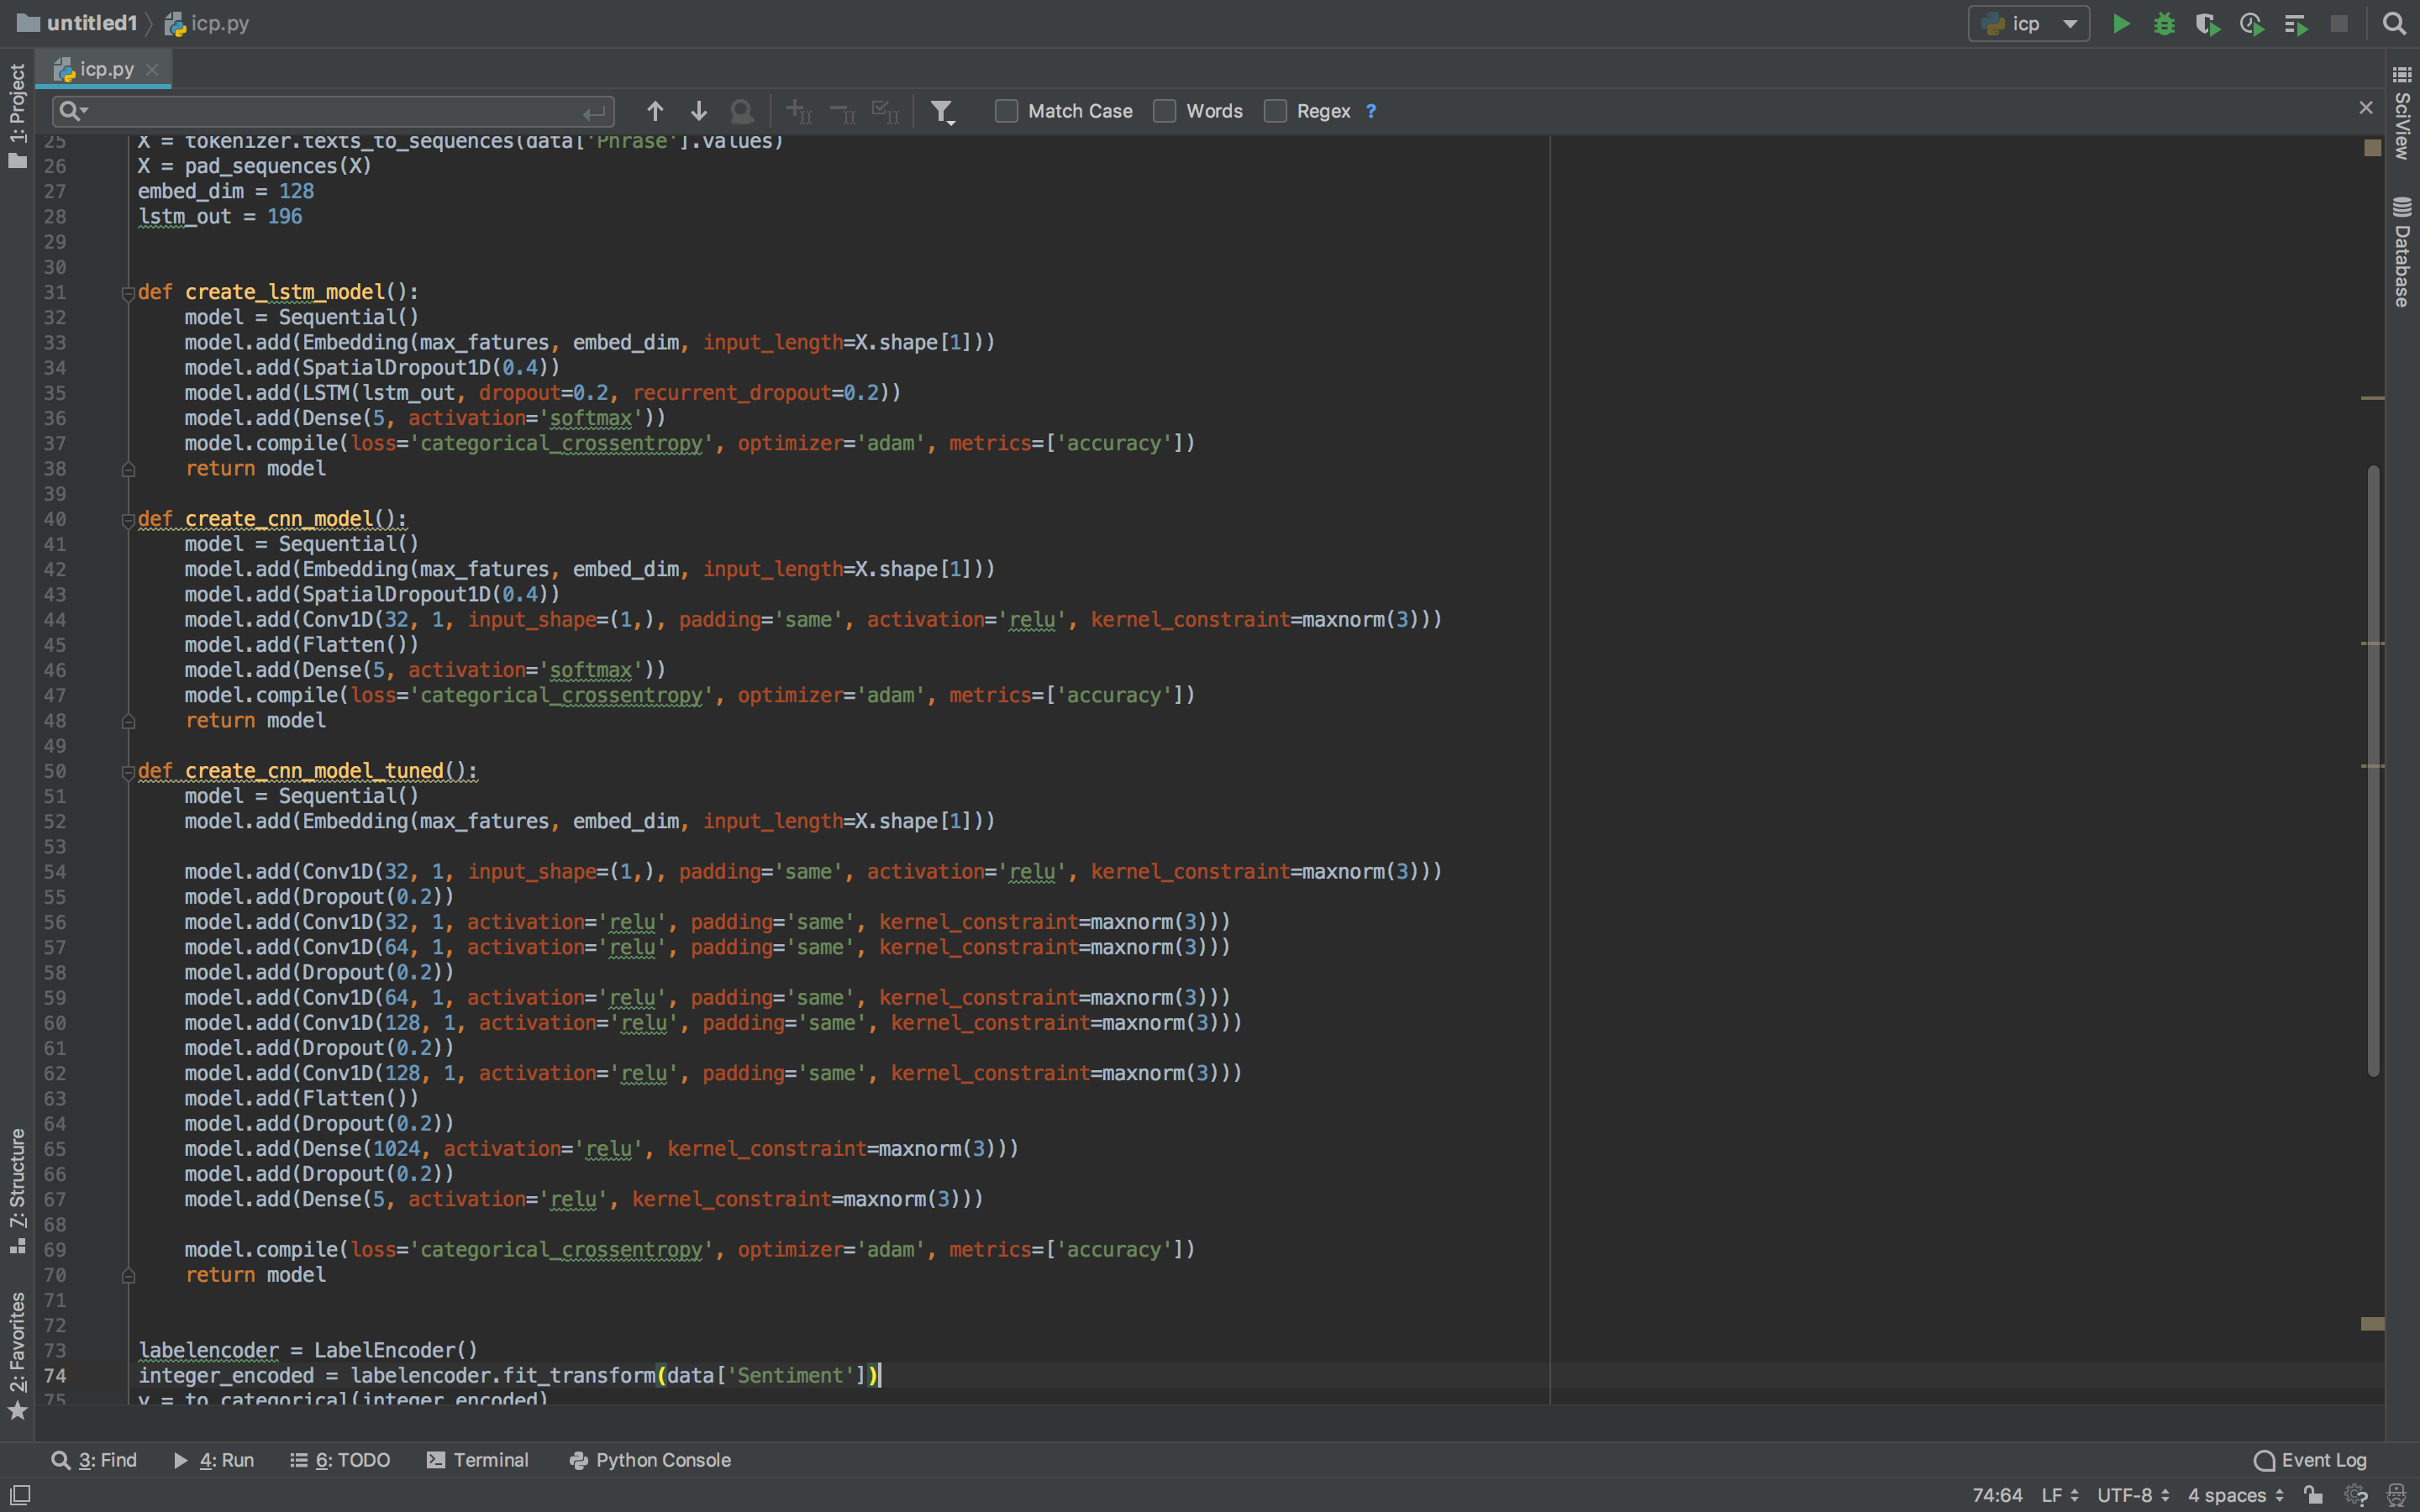 untitled1 icp.py icp
1: Project icp.py SciView
Match Case Words Regex ?
Database
25 X = tokenizer.texts_to_sequences(data['Phrase'].values)
26 X = pad_sequences(X)
27 embed_dim = 128
28 lstm_out = 196
29
30
31 def create_lstm_model():
32 model = Sequential()
33 model.add(Embedding(max_fatures, embed_dim, input_length=X.shape[1]))
34 model.add(SpatialDropout1D(0.4))
35 model.add(LSTM(lstm_out, dropout=0.2, recurrent_dropout=0.2))
36 model.add(Dense(5, activation='softmax'))
37 model.compile(loss='categorical_crossentropy', optimizer='adam', metrics=['accuracy'])
38 return model
39
40 def create_cnn_model():
41 model = Sequential()
42 model.add(Embedding(max_fatures, embed_dim, input_length=X.shape[1]))
43 model.add(SpatialDropout1D(0.4))
44 model.add(Conv1D(32, 1, input_shape=(1,), padding='same', activation='relu', kernel_constraint=maxnorm(3)))
45 model.add(Flatten())
46 model.add(Dense(5, activation='softmax'))
47 model.compile(loss='categorical_crossentropy', optimizer='adam', metrics=['accuracy'])
48 return model
49
50 def create_cnn_model_tuned():
51 model = Sequential()
52 model.add(Embedding(max_fatures, embed_dim, input_length=X.shape[1]))
53
54 model.add(Conv1D(32, 1, input_shape=(1,), padding='same', activation='relu', kernel_constraint=maxnorm(3)))
55 model.add(Dropout(0.2))
56 model.add(Conv1D(32, 1, activation='relu', padding='same', kernel_constraint=maxnorm(3)))
57 model.add(Conv1D(64, 1, activation='relu', padding='same', kernel_constraint=maxnorm(3)))
58 model.add(Dropout(0.2))
59 model.add(Conv1D(64, 1, activation='relu', padding='same', kernel_constraint=maxnorm(3)))
60 model.add(Conv1D(128, 1, activation='relu', padding='same', kernel_constraint=maxnorm(3)))
61 model.add(Dropout(0.2))
62 model.add(Conv1D(128, 1, activation='relu', padding='same', kernel_constraint=maxnorm(3)))
63 model.add(Flatten())
64 model.add(Dropout(0.2))
65 model.add(Dense(1024, activation='relu', kernel_constraint=maxnorm(3)))
66 model.add(Dropout(0.2))
67 model.add(Dense(5, activation='relu', kernel_constraint=maxnorm(3)))
68
69 model.compile(loss='categorical_crossentropy', optimizer='adam', metrics=['accuracy'])
70 return model
71
72
73 labelencoder = LabelEncoder()
74 integer_encoded = labelencoder.fit_transform(data['Sentiment'])
75 y = to_categorical(integer_encoded)
7: Structure
2: Favorites
3: Find 4: Run 6: TODO Terminal Python Console Event Log
74:64 LF UTF-8 4 spaces